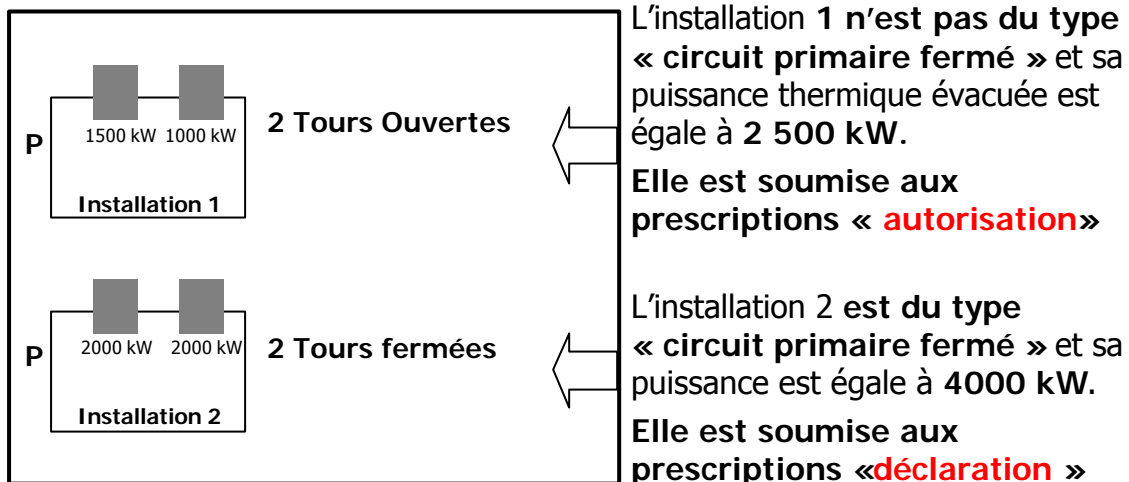 P
1500 kW 1000 kW
Installation 1
2 Tours Ouvertes
L'installation 1 n'est pas du type
« circuit primaire fermé » et sa
puissance thermique évacuée est
égale à 2 500 kW.
Elle est soumise aux
prescriptions « autorisation»
P
2000 kW 2000 kW
Installation 2
2 Tours fermées
L'installation 2 est du type
« circuit primaire fermé » et sa
puissance est égale à 4000 kW.
Elle est soumise aux
prescriptions «déclaration »